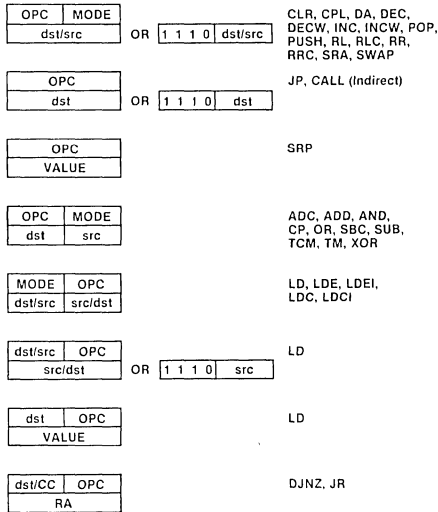 OPC MODE CLR, CPL, DA, DEC,
dst/src OR 1 1 1 0 dst/src DECW, INC, INCW, POP,
PUSH, RL, RLC, RR,
RRC, SRA, SWAP
OPC JP, CALL (Indirect)
dst OR 1 1 1 0 dst
OPC SRP
VALUE
OPC MODE ADC, ADD, AND,
dst src CP, OR, SBC, SUB,
TCM, TM, XOR
MODE OPC LD, LDE, LDEI,
dst/src src/dst LDC, LDCI
dst/src OPC LD
src/dst OR 1 1 1 0 src
dst OPC LD
VALUE
dst/CC OPC DJNZ, JR
RA